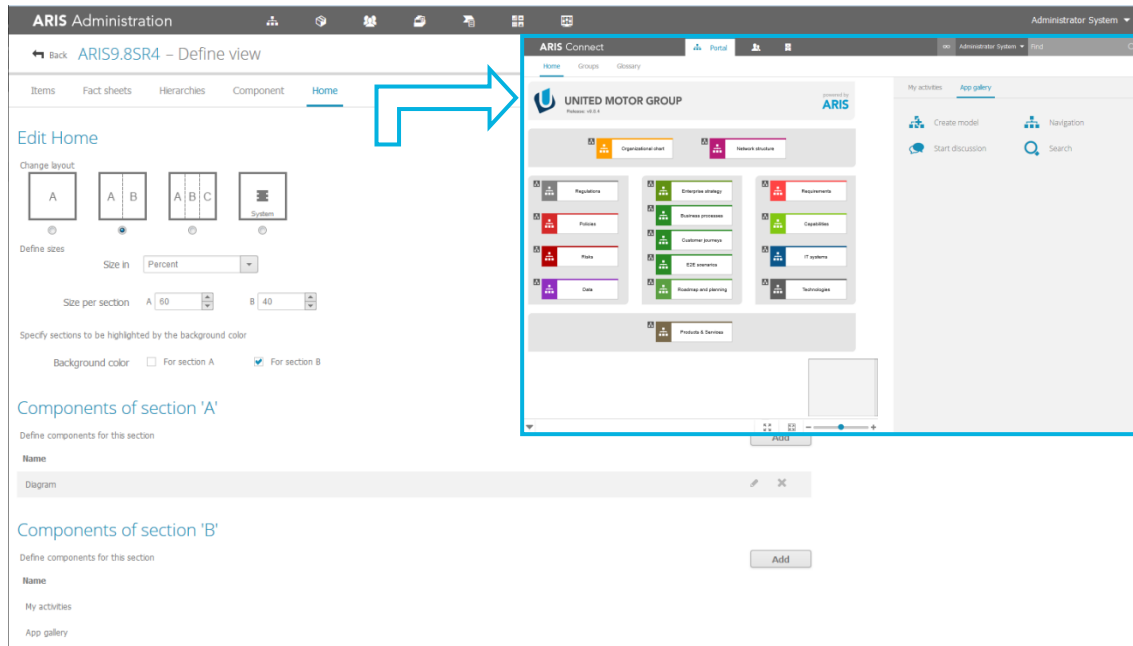 ARIS Administration
Administrator System
Back ARIS9.8SR4 – Define view
Items Fact sheets Hierarchies Component Home
Edit Home
Change layout
A
A B
A B C
System
Define sizes
Size in Percent
Size per section A 60 B 40
Specify sections to be highlighted by the background color
Background color For section A For section B
Components of section 'A'
Define components for this section
Add
Name
Diagram
Components of section 'B'
Define components for this section
Add
Name
My activities
App gallery
ARIS Connect
Portal
Administrator System
Find
Home Groups Glossary
UNITED MOTOR GROUP
powered by
ARIS
Organizational chart
Network structure
Regulations
Enterprise strategy
Requirements
Policies
Business processes
Capabilities
Customer journeys
Risks
E2E scenarios
IT systems
Data
Roadmap and planning
Technologies
Products & Services
My activities App gallery
Create model
Navigation
Start discussion
Search